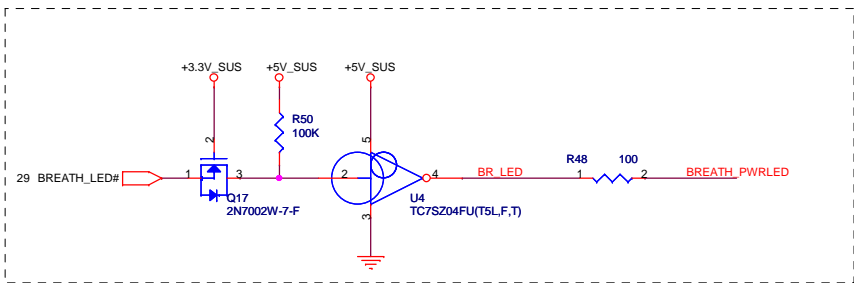 +3.3V_SUS
+5V_SUS
+5V_SUS
R50
100K
2
5
29 BREATH_LED#
1
3
2
4
BR_LED
R48
100
1
2
BREATH_PWRLED
Q17
2N7002W-7-F
3
U4
TC7SZ04FU(T5L,F,T)